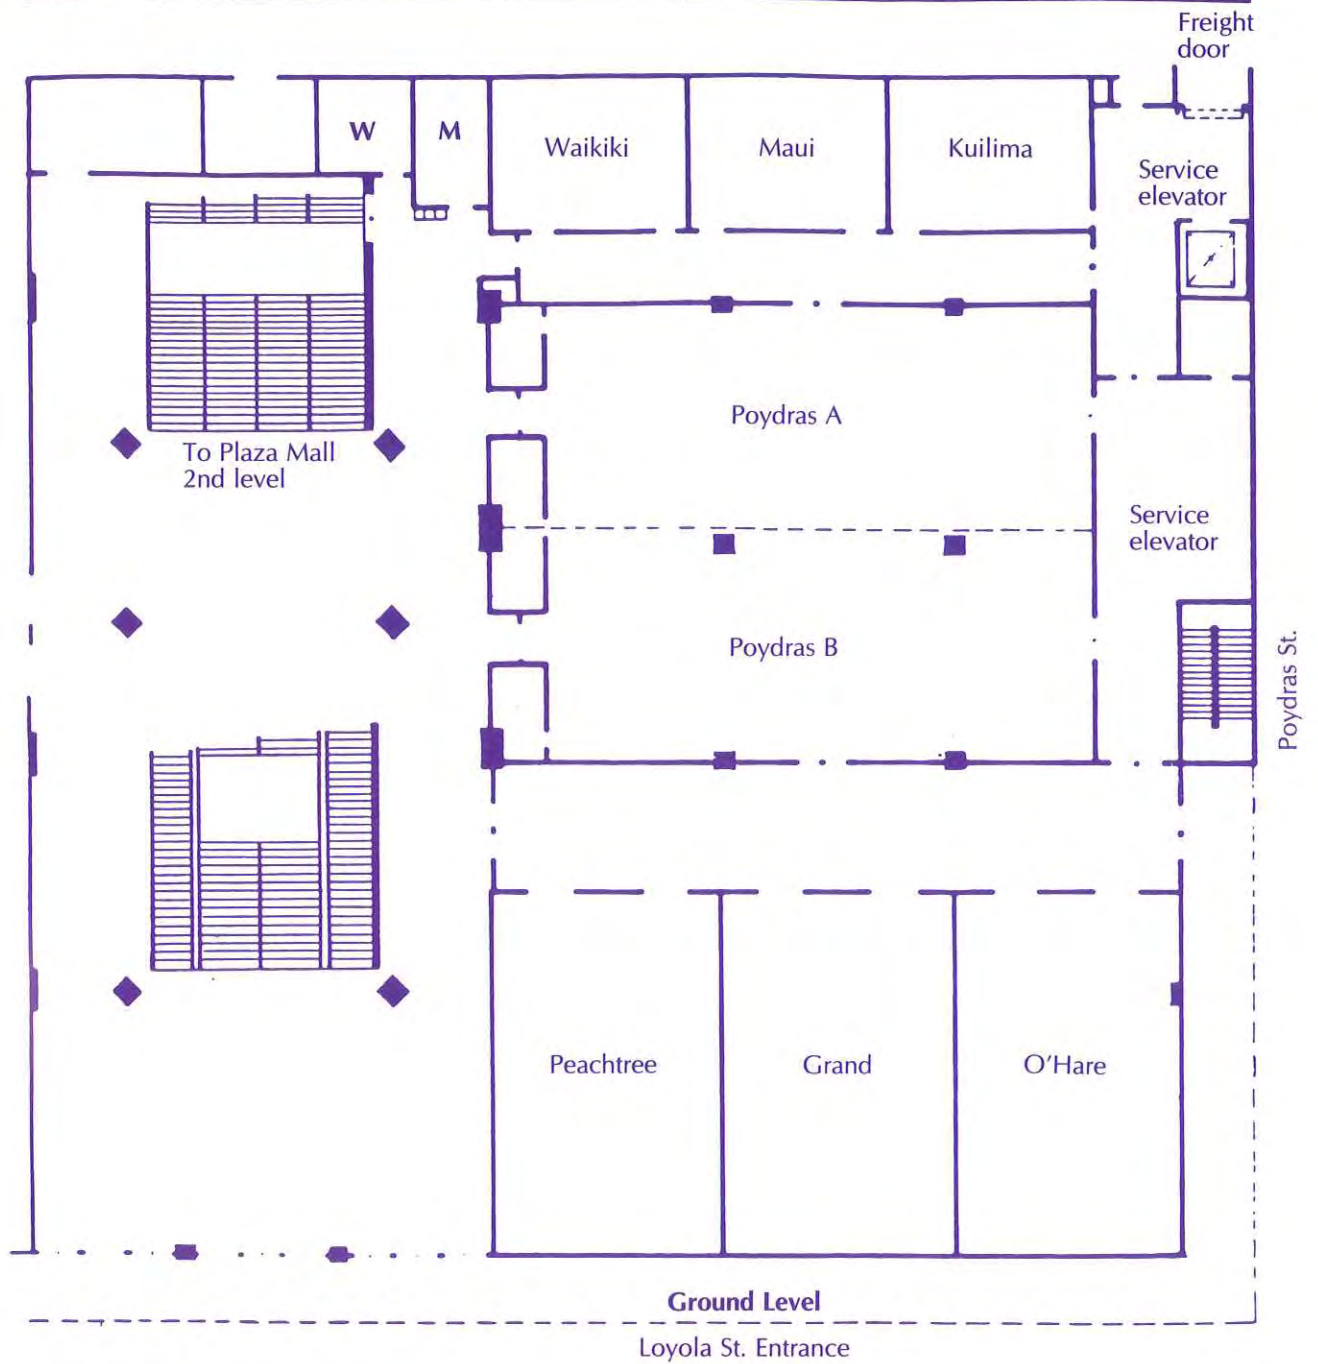 Freight
door
W
M
Waikiki
Maui
Kuilima
Service
elevator
Poydras A
To Plaza Mall
2nd level
Service
elevator
Poydras B
Poydras St.
Peachtree
Grand
O'Hare
Ground Level
Loyola St. Entrance